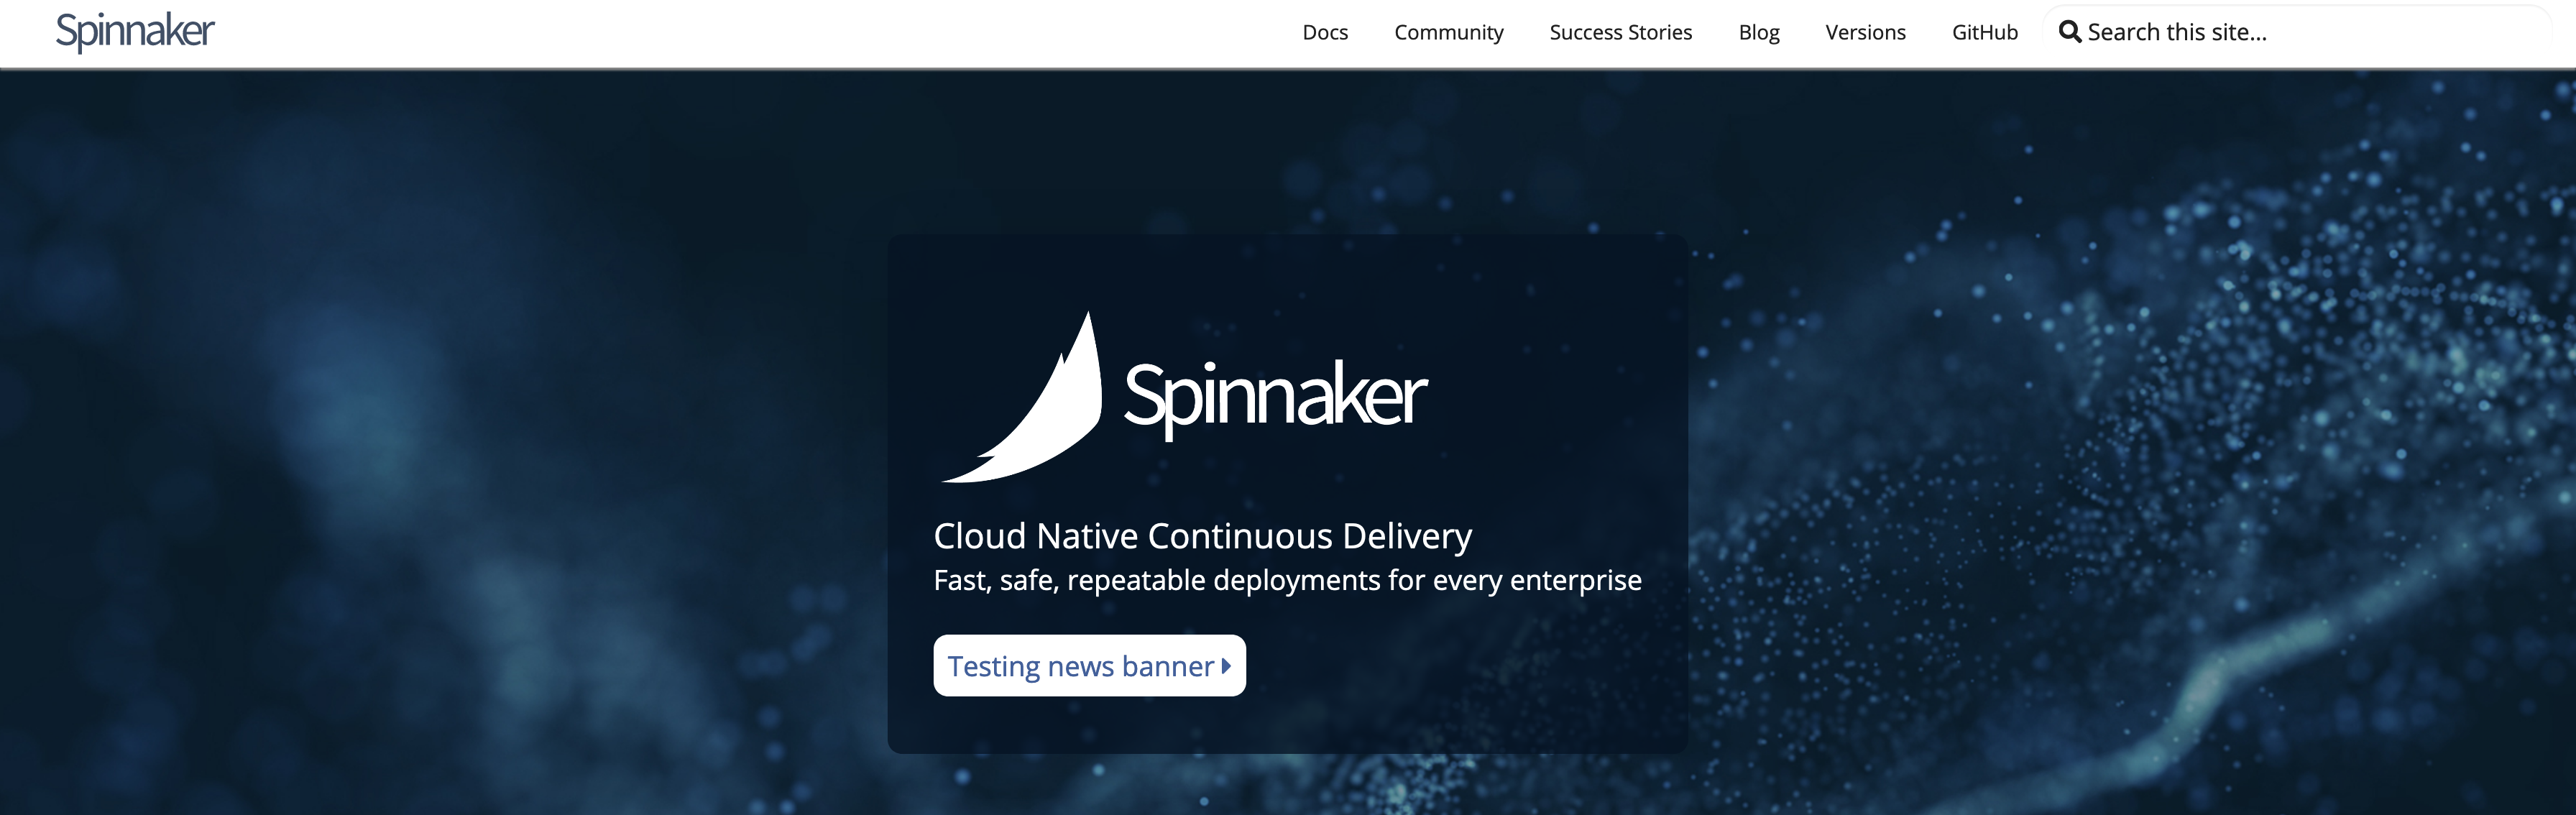 Spinnaker
Docs Community Success Stories Blog Versions GitHub Search this site...
Spinnaker
Cloud Native Continuous Delivery
Fast, safe, repeatable deployments for every enterprise
Testing news banner